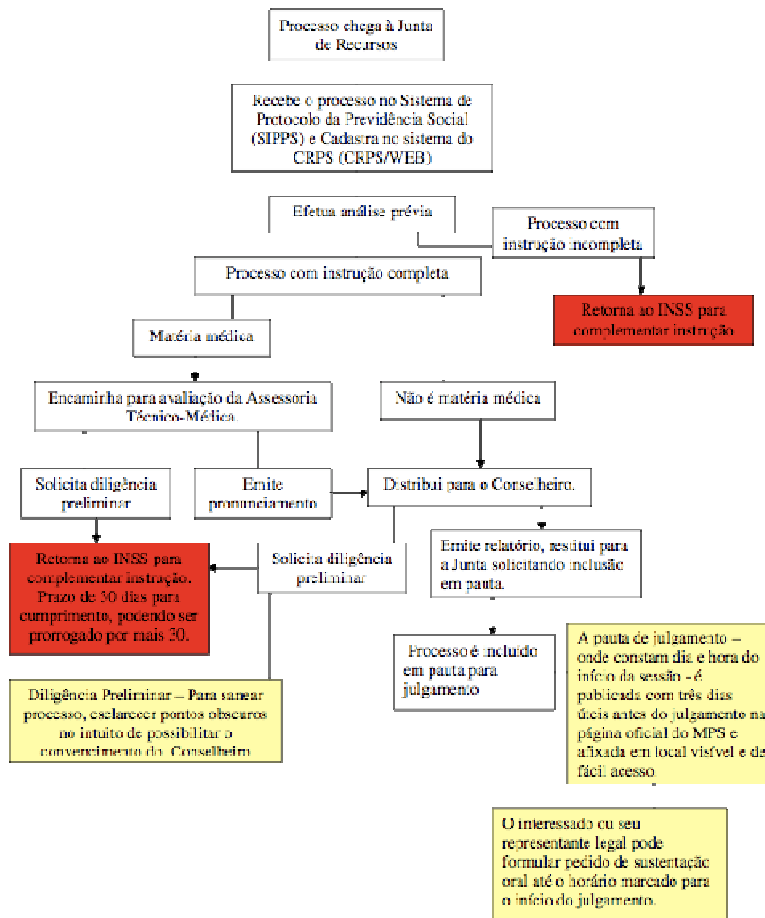 Processo chega à Junta
de Recursos
Recebe o processo no Sistema de
Protocolo da Previdência Social
(SIPPS) e Cadastra no sistema do
CRPS (CRPS/WEB)
Efetua análise prévia
Processo com
instrução incompleta
Processo com instrução completa
Retorna ao INSS para
complementar instrução
Matéria médica
Encaminha para avaliação da Assessoria
Técnico-Médica.
Não é matéria médica
Solicita diligência
preliminar
Emite
pronunciamento
Distribui para o Conselheiro.
Retorna ao INSS para
complementar instrução.
Prazo de 30 dias para
cumprimento, podendo ser
prorrogado por mais 30.
Solicita diligência
preliminar
Emite relatório, restitui para
a Junta solicitando inclusão
em pauta.
Processo é incluído
em pauta para
julgamento
A pauta de julgamento –
onde constam dia e hora do
início da sessão - é
publicada com três dias
úteis antes do julgamento na
página oficial do MPS e
afixada em local visível e de
fácil acesso
Diligência Preliminar – Para sanear
processo, esclarecer pontos obscuros
no intuito de possibilitar o
convencimento do Conselheiro
O interessado ou seu
representante legal pode
formular pedido de sustentação
oral até o horário marcado para
o início do julgamento.